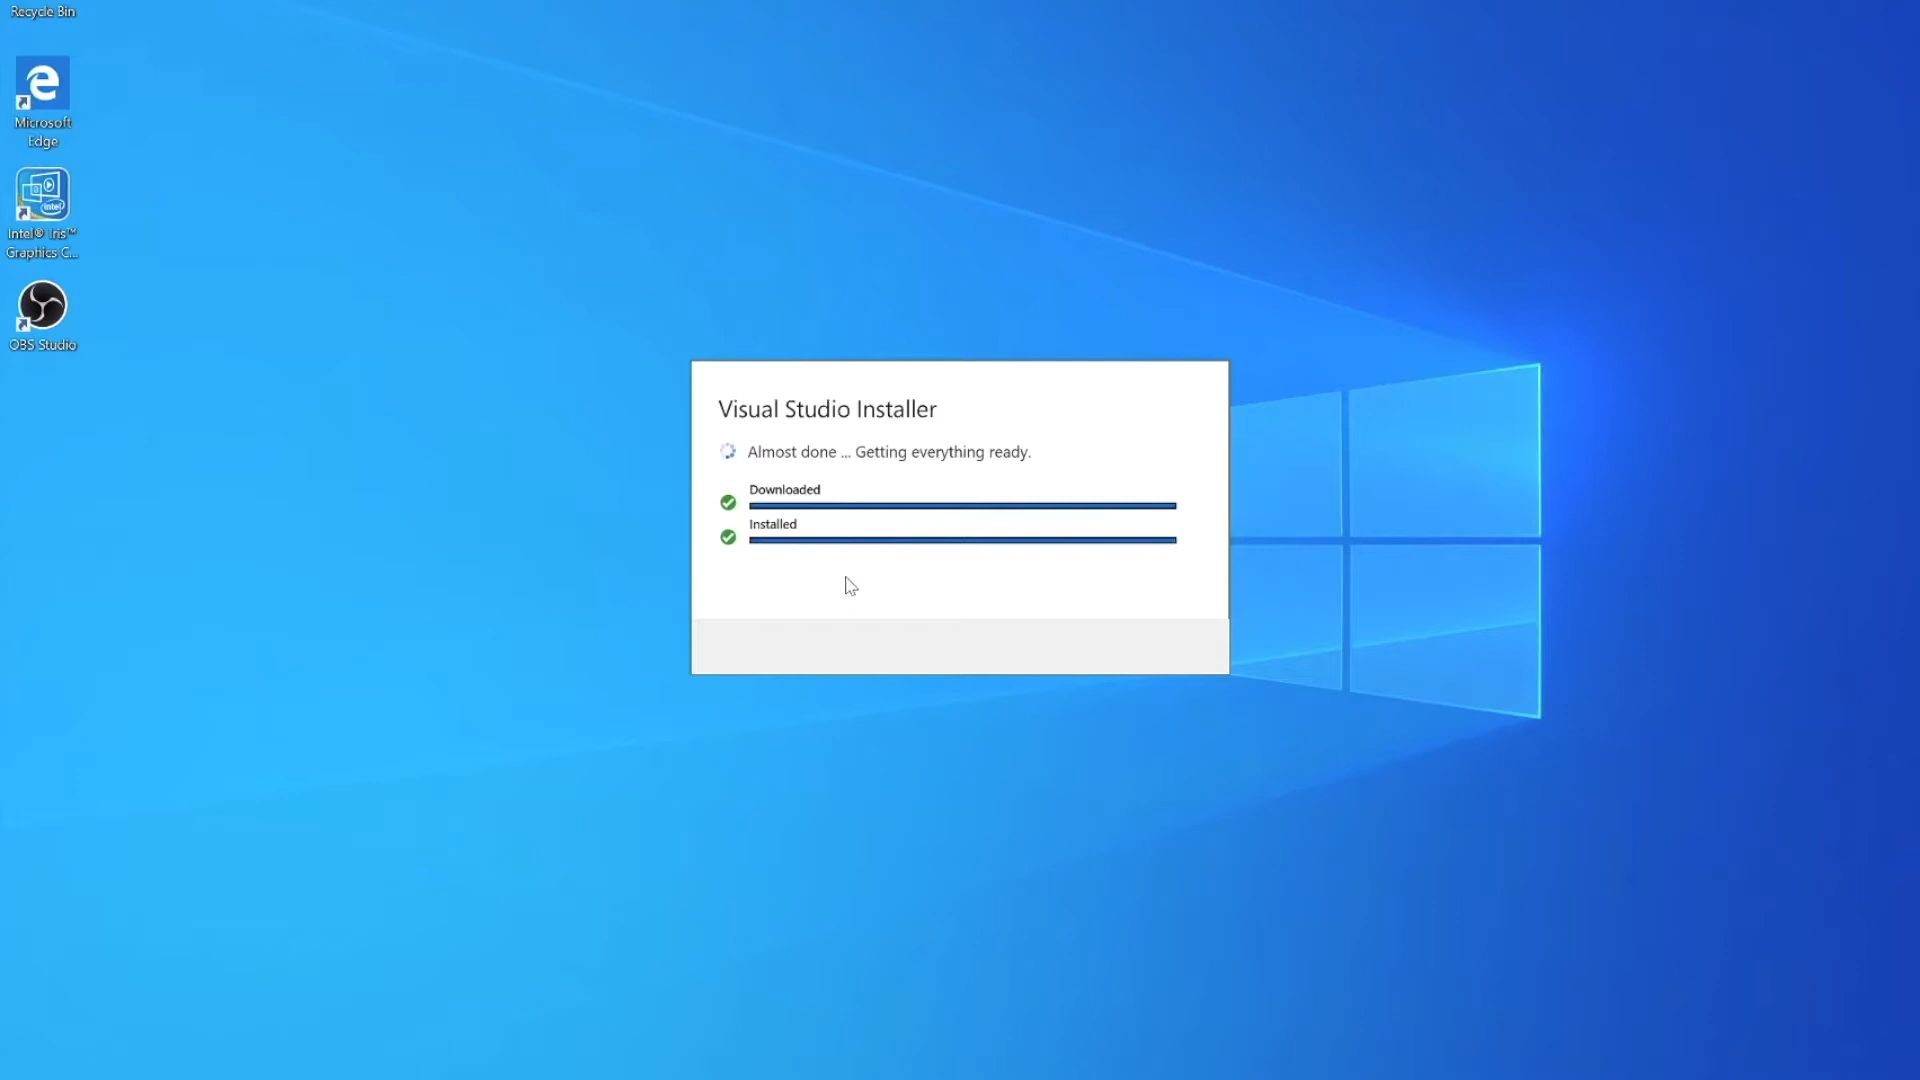 Recycle Bin
Microsoft
Edge
intel
Intel® Iris™
Graphics C...
OBS Studio
Visual Studio Installer
Almost done ... Getting everything ready.
Downloaded
Installed